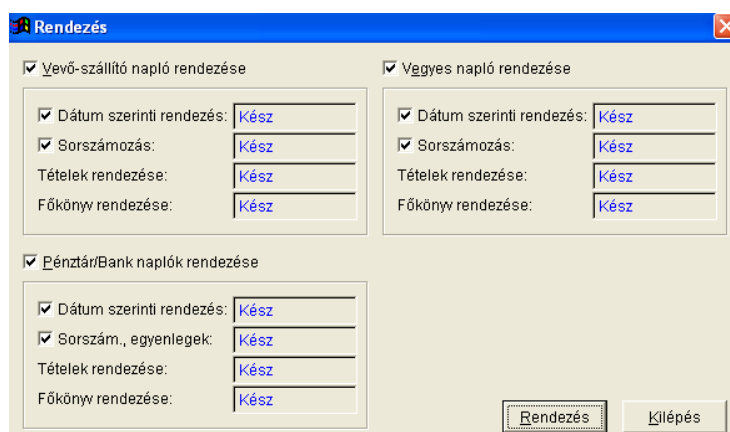 Rendezés
Vevő-szállító napló rendezése
Dátum szerinti rendezés: Kész
Sorszámozás: Kész
Tételek rendezése: Kész
Főkönyv rendezése: Kész
Vegyes napló rendezése
Dátum szerinti rendezés: Kész
Sorszámozás: Kész
Tételek rendezése: Kész
Főkönyv rendezése: Kész
Pénztár/Bank naplók rendezése
Dátum szerinti rendezés: Kész
Sorszám., egyenlegek: Kész
Tételek rendezése: Kész
Főkönyv rendezése: Kész
Rendezés Kilépés